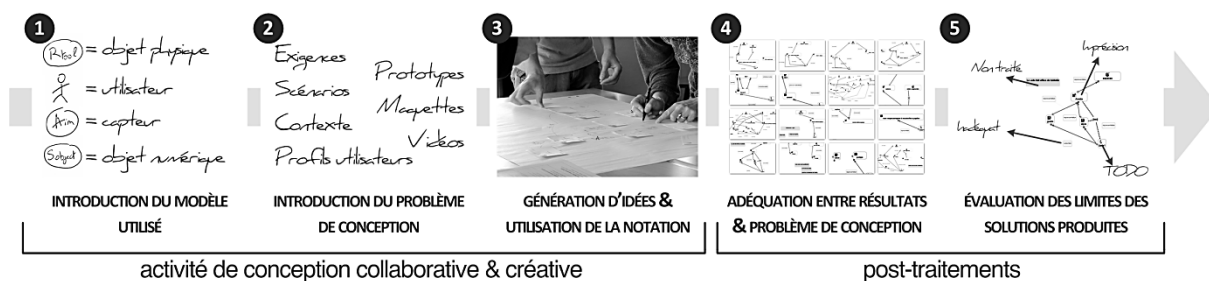 1
Rtool = objet physique
= utilisateur
Aim = capteur
Sobject = objet numérique
INTRODUCTION DU MODÈLE
UTILISÉ
2
Exigences
Prototypes
Scénarios
Maquettes
Contexte
Vidéos
Profils utilisateurs
INTRODUCTION DU PROBLÈME
DE CONCEPTION
3
GÉNÉRATION D'IDÉES &
UTILISATION DE LA NOTATION
4
ADÉQUATION ENTRE RÉSULTATS
& PROBLÈME DE CONCEPTION
5
Imprécision
Non traité
Inadéquat
TODO
ÉVALUATION DES LIMITES DES
SOLUTIONS PRODUITES
activité de conception collaborative & créative
post-traitements